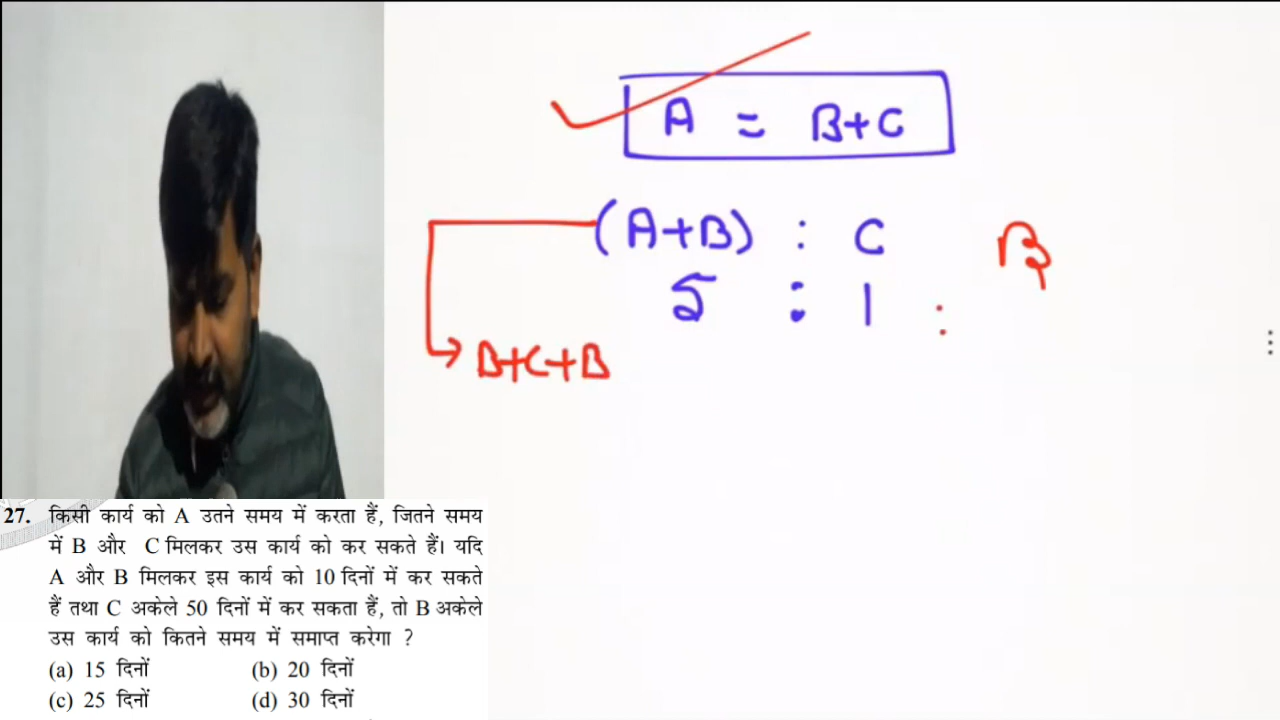 A = B+C
(A+B) : C B
5 : 1 :
B+C+B
27. किसी कार्य को A उतने समय में करता हैं, जितने समय
में B और C मिलकर उस कार्य को कर सकते हैं। यदि
A और B मिलकर इस कार्य को 10 दिनों में कर सकते
हैं तथा C अकेले 50 दिनों में कर सकता हैं, तो B अकेले
उस कार्य को कितने समय में समाप्त करेगा ?
(a) 15 दिनों (b) 20 दिनों
(c) 25 दिनों (d) 30 दिनों